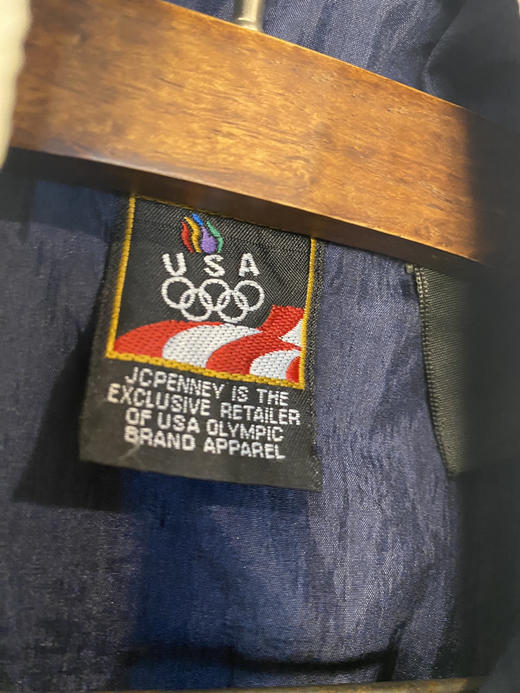 USA
JCPENNEY IS THE
EXCLUSIVE RETAILER
OF USA OLYMPIC
BRAND APPAREL